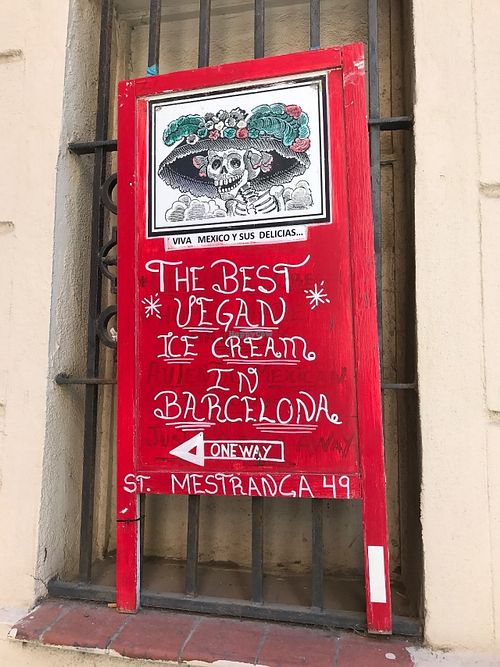 VIVA MEXICO Y SUS DELICIAS...
THE BEST
VEGAN
ICE CREAM
IN
BARCELONA
ONE WAY
ST. MESTRANÇA 49